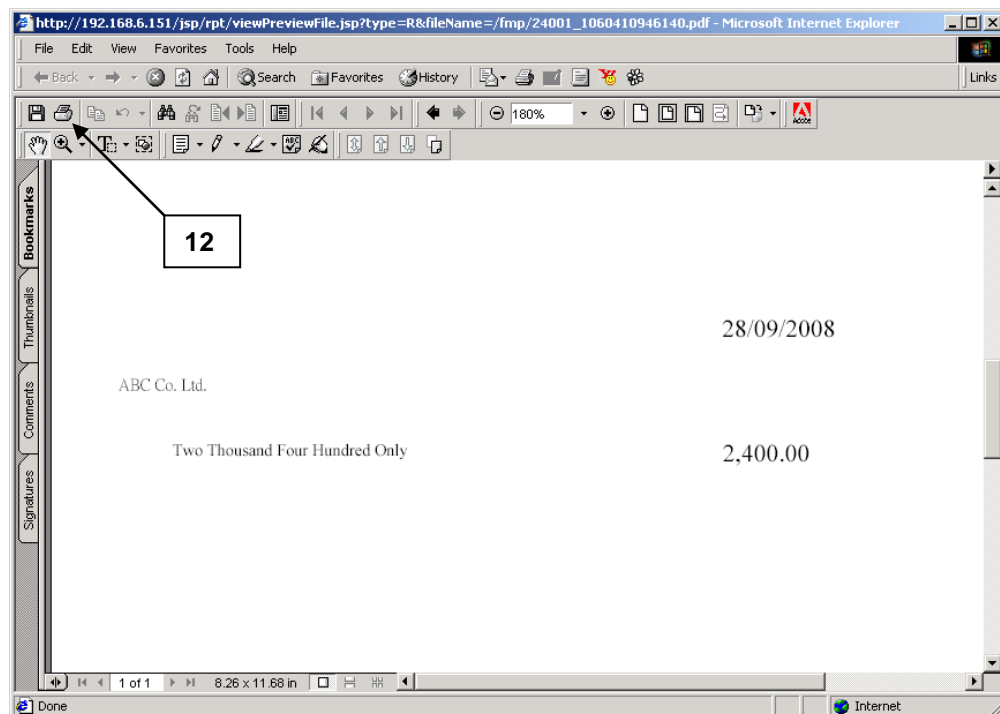 http://192.168.6.151/jsp/rpt/viewPreviewFile.jsp?type=R&fileName=/fmp/24001_1060410946140.pdf - Microsoft Internet Explorer
File Edit View Favorites Tools Help
Back Search Favorites History Links
180% Adobe
Bookmarks
12
Thumbnails
28/09/2008
Comments
ABC Co. Ltd.
Two Thousand Four Hundred Only 2,400.00
Signatures
1 of 1 8.26 x 11.68 in
Done Internet